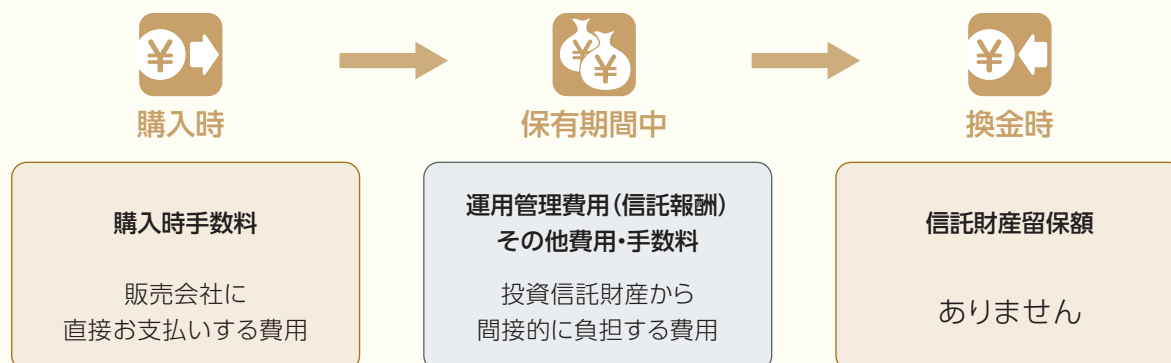 ¥
¥
¥
¥
購入時
保有期間中
換金時
購入時手数料
販売会社に
直接お支払いする費用
運用管理費用(信託報酬)
その他費用・手数料
投資信託財産から
間接的に負担する費用
信託財産留保額
ありません